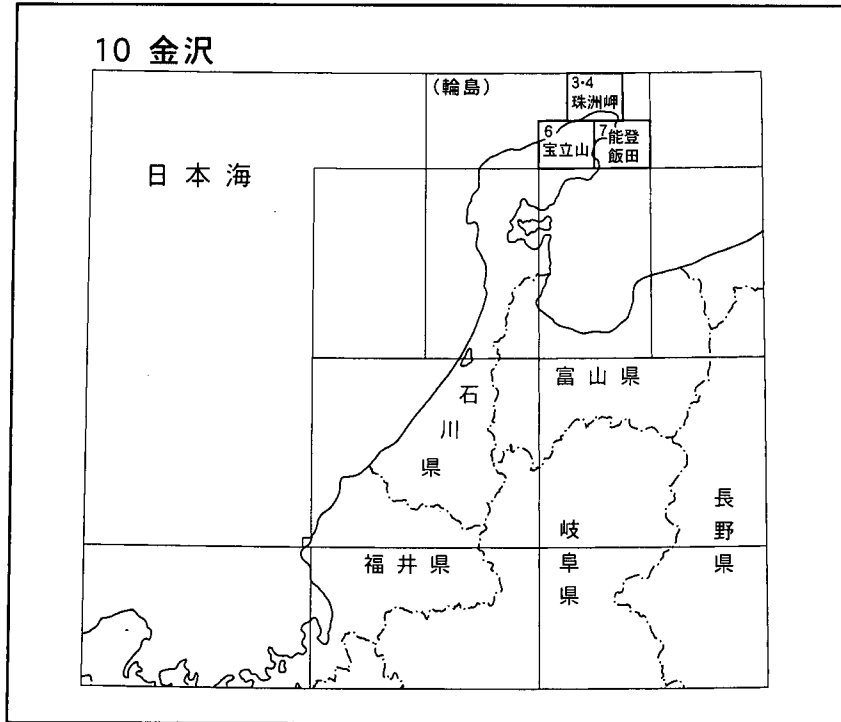 10 金沢
(輪島)
3・4
珠洲岬
6
宝立山
7 能登
飯田
日本海
富山県
石川県
長野県
岐阜県
福井県